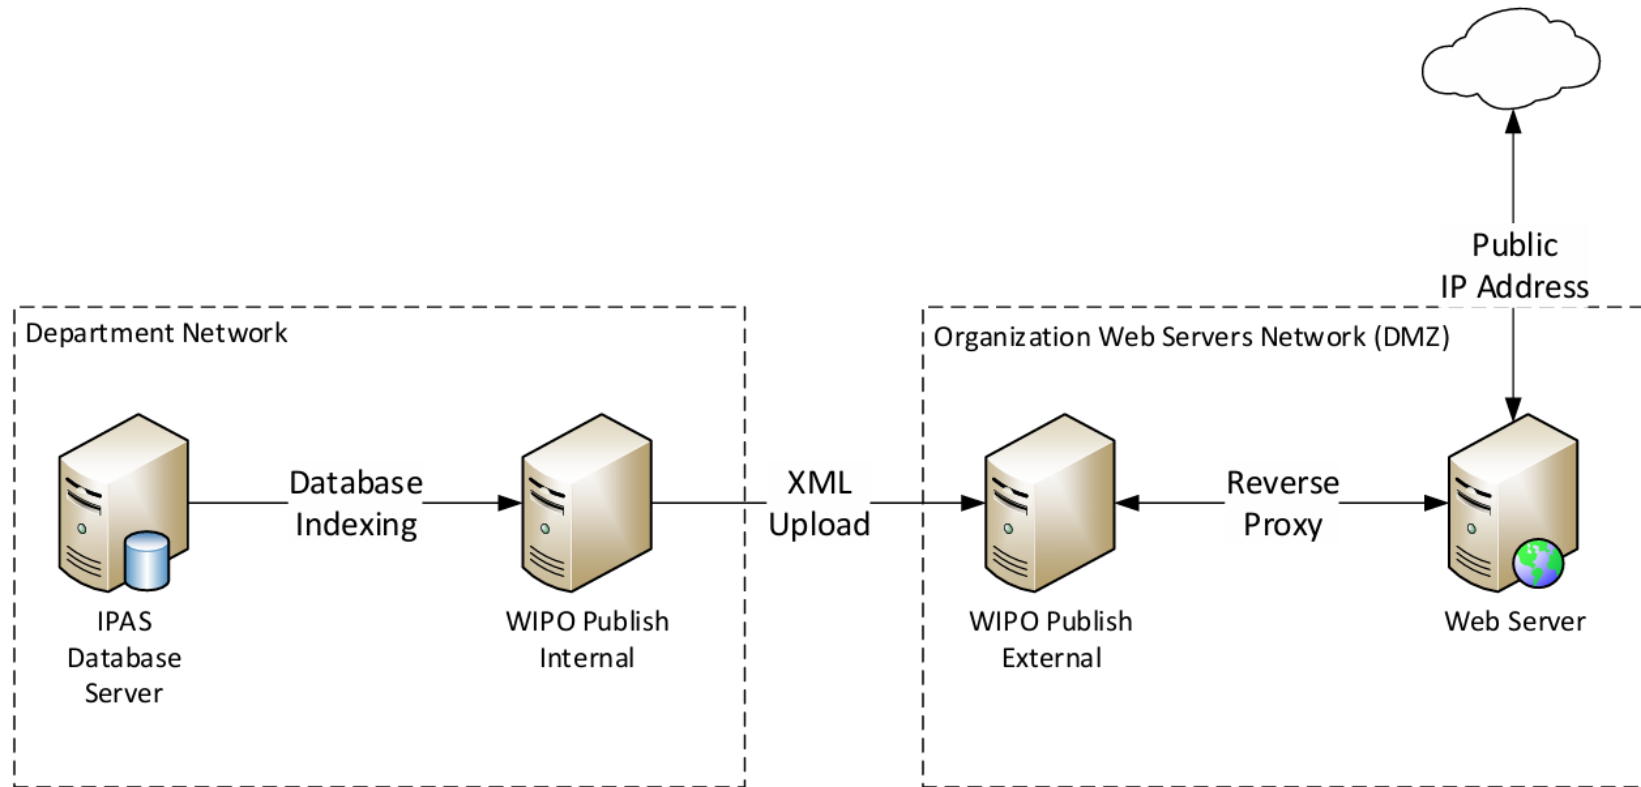 Public
IP Address
Department Network
Organization Web Servers Network (DMZ)
Database
Indexing
XML
Upload
Reverse
Proxy
IPAS
Database
Server
WIPO Publish
Internal
WIPO Publish
External
Web Server